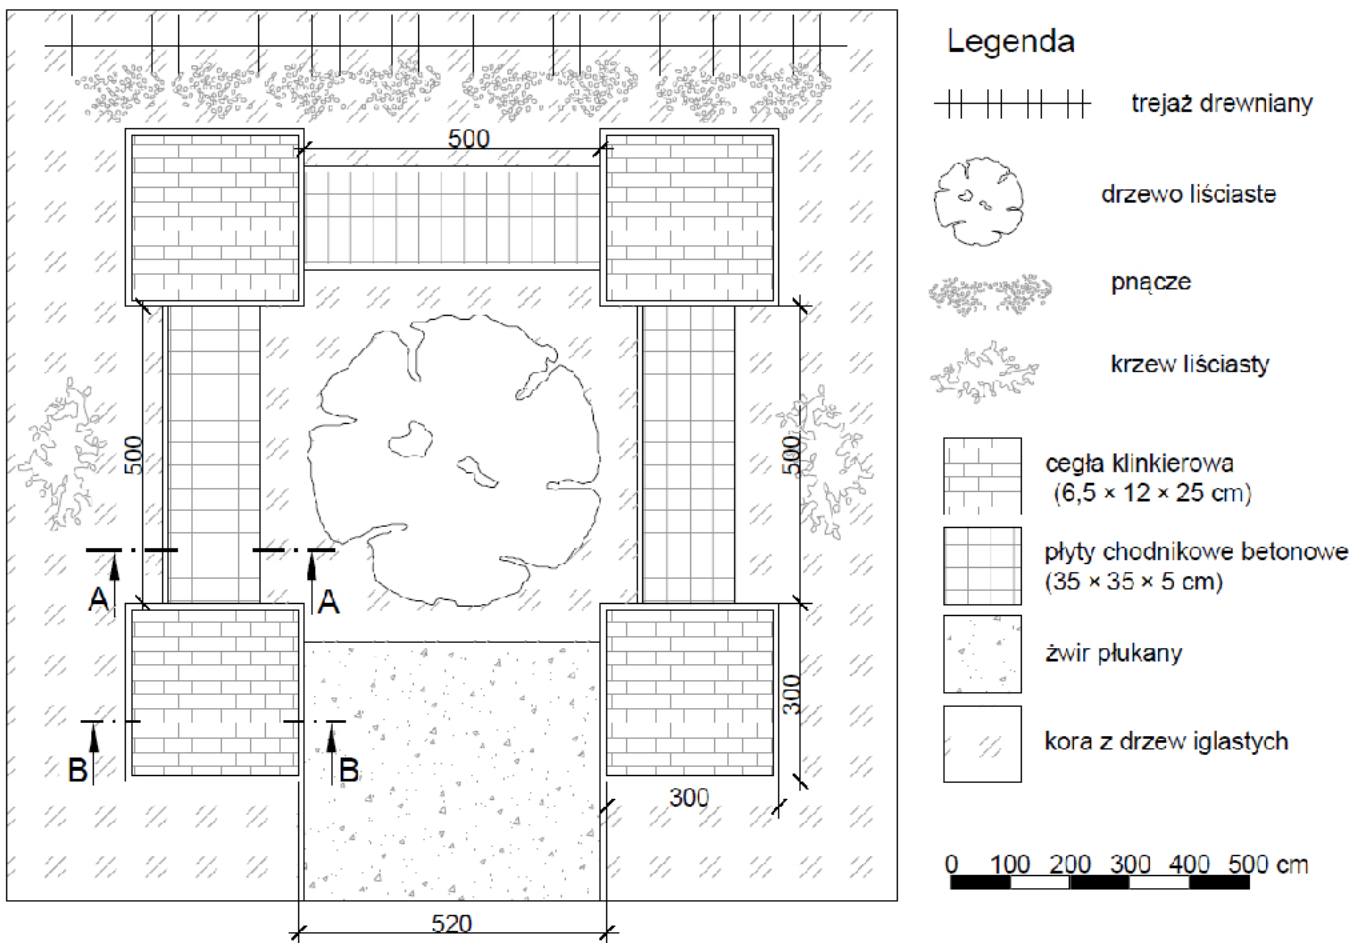 Legenda
trejaż drewniany
drzewo liściaste
pnącze
krzew liściasty
cegła klinkierowa
(6,5 × 12 × 25 cm)
płyty chodnikowe betonowe
(35 × 35 × 5 cm)
żwir płukany
kora z drzew iglastych
0 100 200 300 400 500 cm
500
500
500
A A
B B
300
300
520